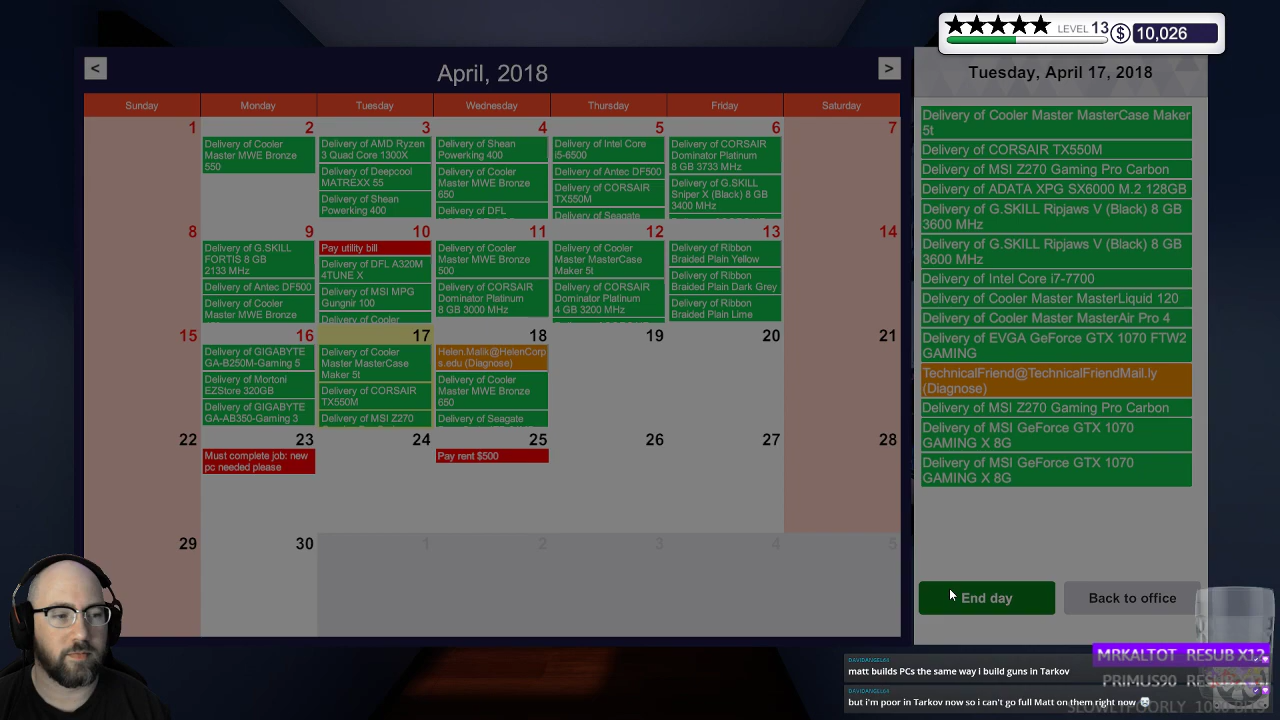 LEVEL 13
$ 10,026
<
April, 2018
>
Tuesday, April 17, 2018
Sunday
Monday
Tuesday
Wednesday
Thursday
Friday
Saturday
1
2
Delivery of Cooler
Master MWE Bronze
550
3
Delivery of AMD Ryzen
3 Quad Core 1300X
Delivery of Deepcool
MATREXX 55
Delivery of Shean
Powerking 400
4
Delivery of Shean
Powerking 400
Delivery of Cooler
Master MWE Bronze
650
Delivery of DFL
5
Delivery of Intel Core
i5-6500
Delivery of Antec DF500
Delivery of CORSAIR
TX550M
Delivery of Seagate
6
Delivery of CORSAIR
Dominator Platinum
8 GB 3733 MHz
Delivery of G.SKILL
Sniper X (Black) 8 GB
3400 MHz
7
8
9
Delivery of G.SKILL
FORTIS 8 GB
2133 MHz
Delivery of Antec DF500
Delivery of Cooler
Master MWE Bronze
10
Pay utility bill
Delivery of DFL A320M
4TUNE X
Delivery of MSI MPG
Gungnir 100
Delivery of Cooler
11
Delivery of Cooler
Master MWE Bronze
500
Delivery of CORSAIR
Dominator Platinum
8 GB 3000 MHz
12
Delivery of Cooler
Master MasterCase
Maker 5t
Delivery of CORSAIR
Dominator Platinum
4 GB 3200 MHz
13
Delivery of Ribbon
Braided Plain Yellow
Delivery of Ribbon
Braided Plain Dark Grey
Delivery of Ribbon
Braided Plain Lime
14
15
16
Delivery of GIGABYTE
GA-B250M-Gaming 5
Delivery of Mortoni
EZStore 320GB
Delivery of GIGABYTE
GA-AB350-Gaming 3
17
Delivery of Cooler
Master MasterCase
Maker 5t
Delivery of CORSAIR
TX550M
Delivery of MSI Z270
18
Helen.Malik@HelenCorp
s.edu (Diagnose)
Delivery of Cooler
Master MWE Bronze
650
Delivery of Seagate
19
20
21
22
23
Must complete job: new
pc needed please
24
25
Pay rent $500
26
27
28
29
30
1
2
3
4
5
Delivery of Cooler Master MasterCase Maker
5t
Delivery of CORSAIR TX550M
Delivery of MSI Z270 Gaming Pro Carbon
Delivery of ADATA XPG SX6000 M.2 128GB
Delivery of G.SKILL Ripjaws V (Black) 8 GB
3600 MHz
Delivery of G.SKILL Ripjaws V (Black) 8 GB
3600 MHz
Delivery of Intel Core i7-7700
Delivery of Cooler Master MasterLiquid 120
Delivery of Cooler Master MasterAir Pro 4
Delivery of EVGA GeForce GTX 1070 FTW2
GAMING
TechnicalFriend@TechnicalFriendMail.ly
(Diagnose)
Delivery of MSI Z270 Gaming Pro Carbon
Delivery of MSI GeForce GTX 1070
GAMING X 8G
Delivery of MSI GeForce GTX 1070
GAMING X 8G
End day
Back to office
MRKALTOT RESUB X12
matt builds PCs the same way i build guns in Tarkov
PRIMUS90 RESUB
but i'm poor in Tarkov now so i can't go full Matt on them right now